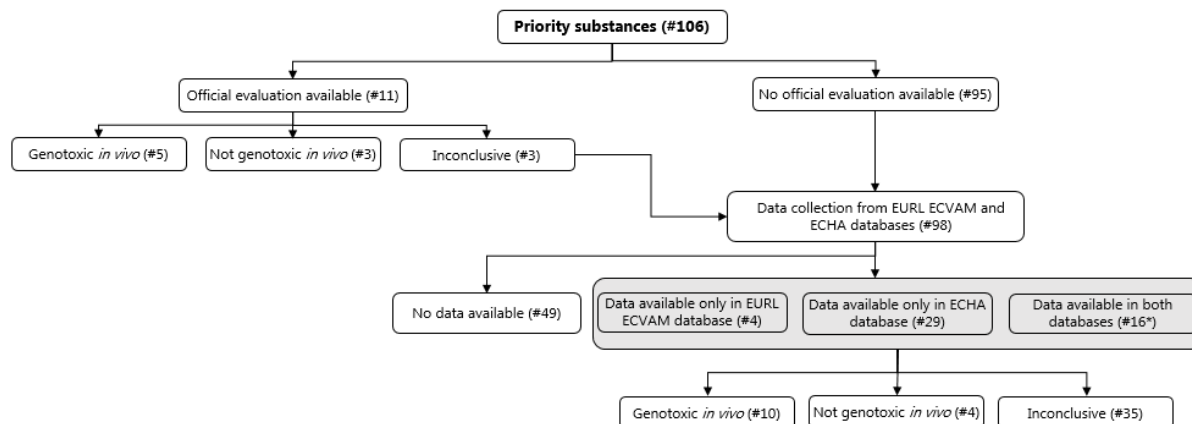 Priority substances (#106)
Official evaluation available (#11)
No official evaluation available (#95)
Genotoxic in vivo (#5)
Not genotoxic in vivo (#3)
Inconclusive (#3)
Data collection from EURL ECVAM and
ECHA databases (#98)
No data available (#49)
Data available only in EURL
ECVAM database (#4)
Data available only in ECHA
database (#29)
Data available in both
databases (#16*)
Genotoxic in vivo (#10)
Not genotoxic in vivo (#4)
Inconclusive (#35)